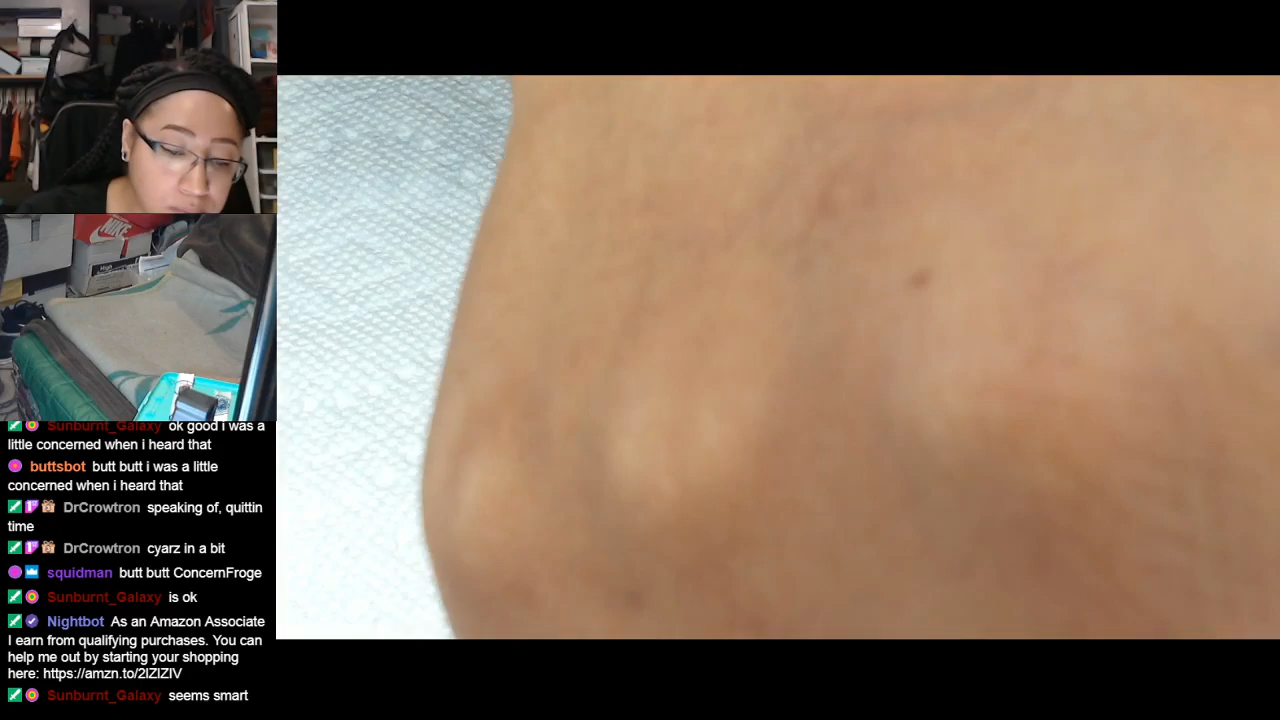 NIKE
Sunburnt_Galaxy ok good i was a
little concerned when i heard that
buttsbot butt butt i was a little
concerned when i heard that
DrCrowtron speaking of, quittin
time
DrCrowtron cyarz in a bit
squidman butt butt ConcernFroge
Sunburnt_Galaxy is ok
Nightbot As an Amazon Associate
I earn from qualifying purchases. You can
help me out by starting your shopping
here: https://amzn.to/2IZIZIV
Sunburnt_Galaxy seems smart